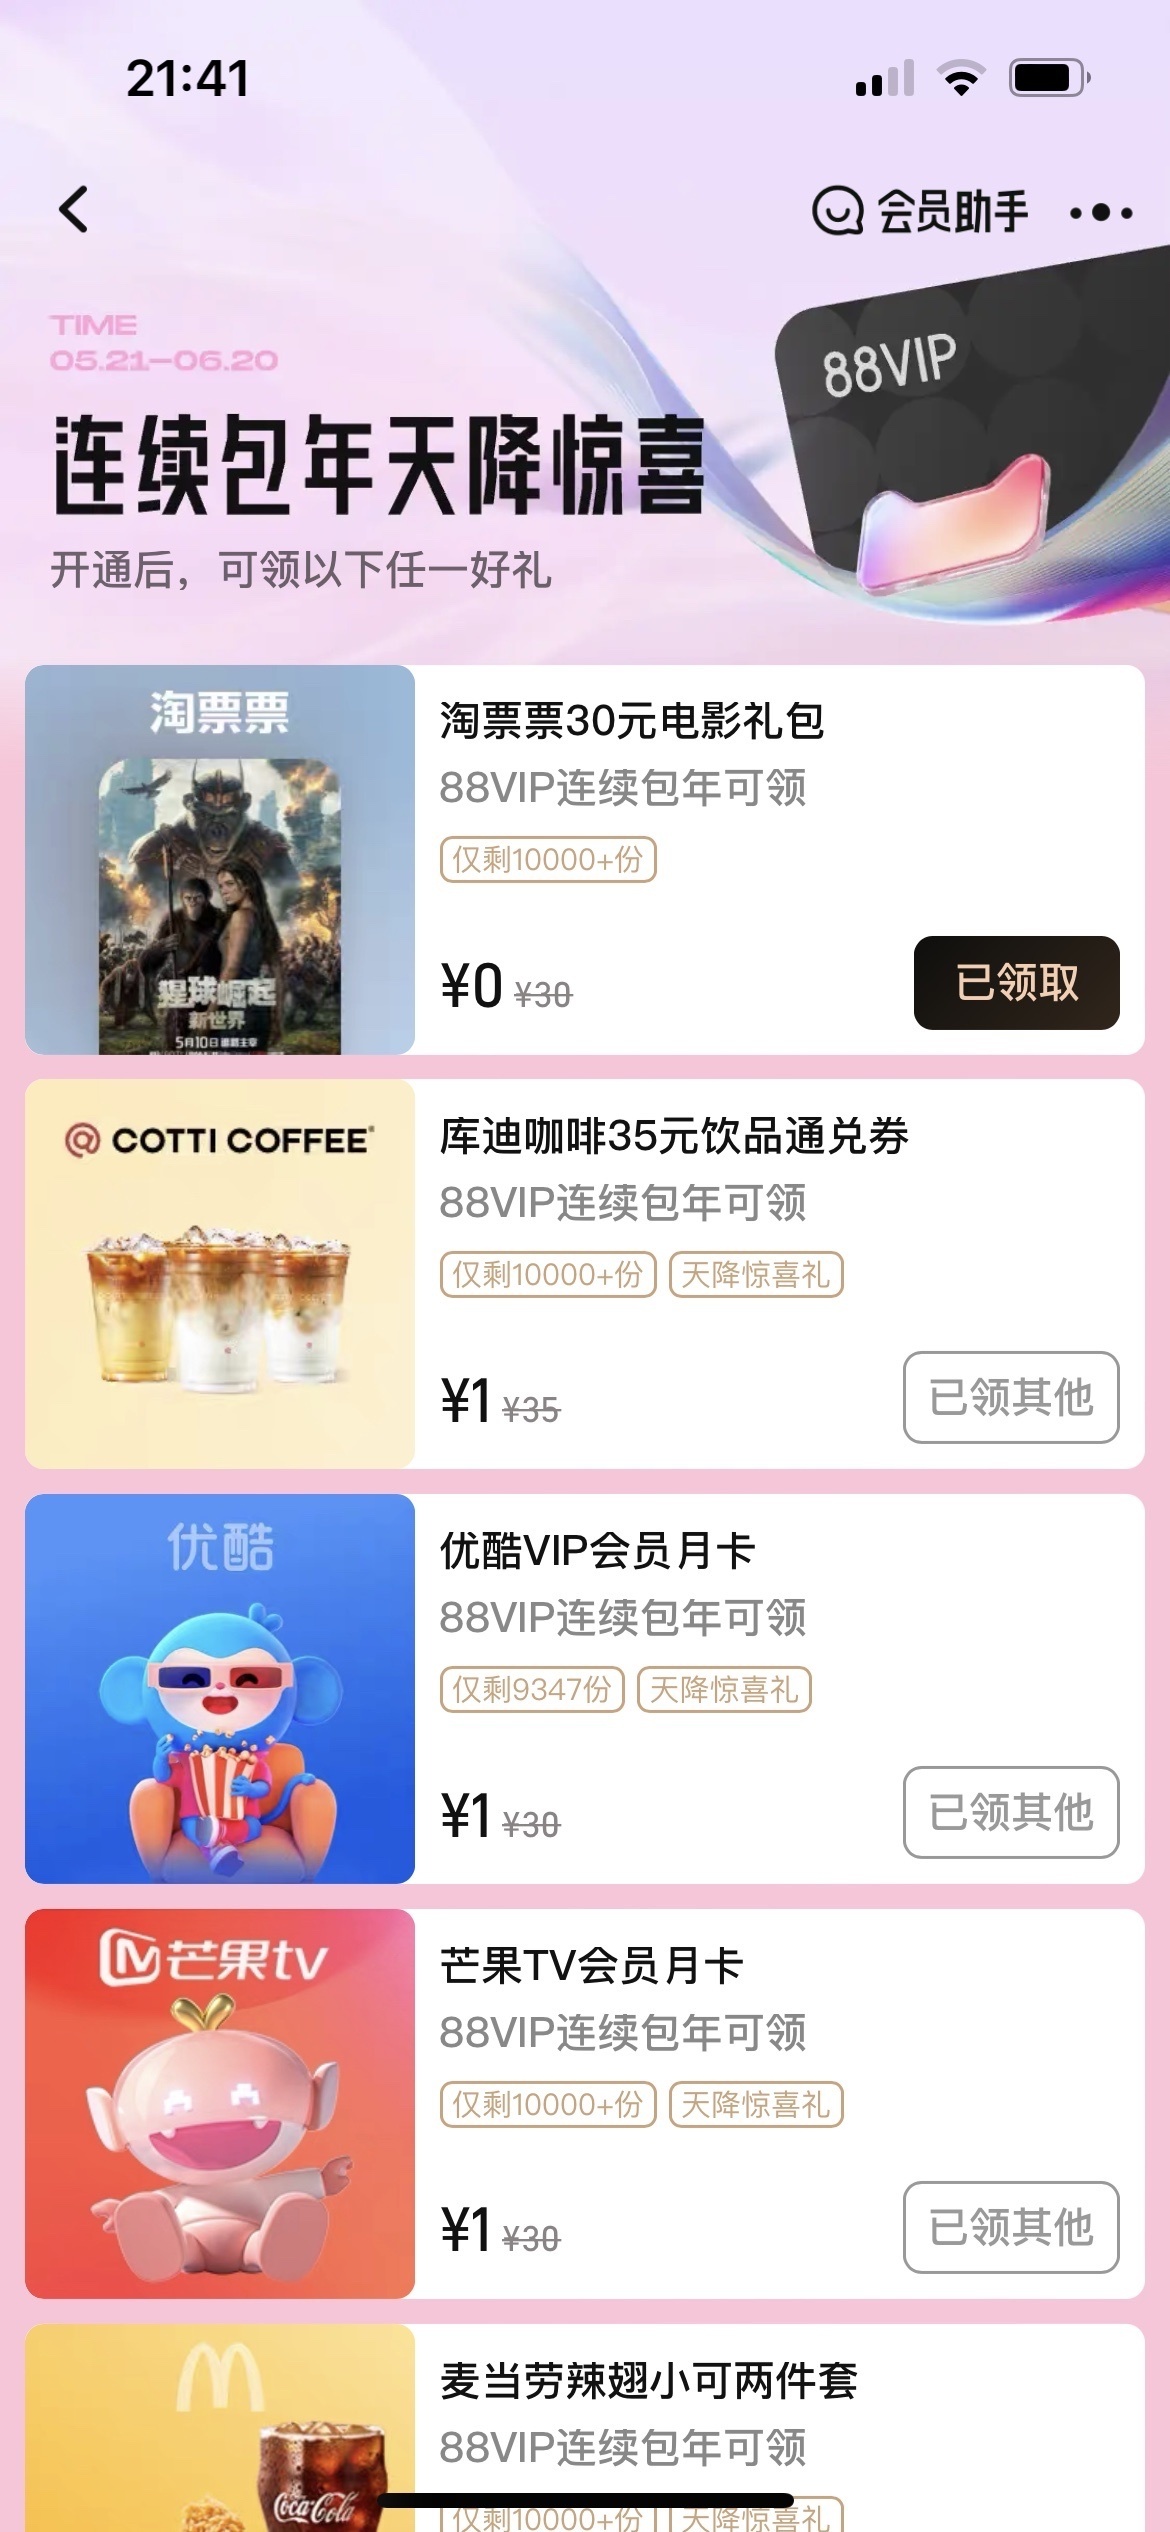 21:41
会员助手
TIME
05.21—06.20
88VIP
连续包年天降惊喜
开通后，可领以下任一好礼
淘票票
猩球崛起
新世界
5月10日
淘票票30元电影礼包
88VIP连续包年可领
仅剩10000+份
¥0 ¥30
已领取
COTTI COFFEE
库迪咖啡35元饮品通兑券
88VIP连续包年可领
仅剩10000+份 天降惊喜礼
¥1 ¥35
已领其他
优酷
优酷VIP会员月卡
88VIP连续包年可领
仅剩9347份 天降惊喜礼
¥1 ¥30
已领其他
芒果tv
芒果TV会员月卡
88VIP连续包年可领
仅剩10000+份 天降惊喜礼
¥1 ¥30
已领其他
Coca-Cola
麦当劳辣翅小可两件套
88VIP连续包年可领
仅剩10000+份 天降惊喜礼